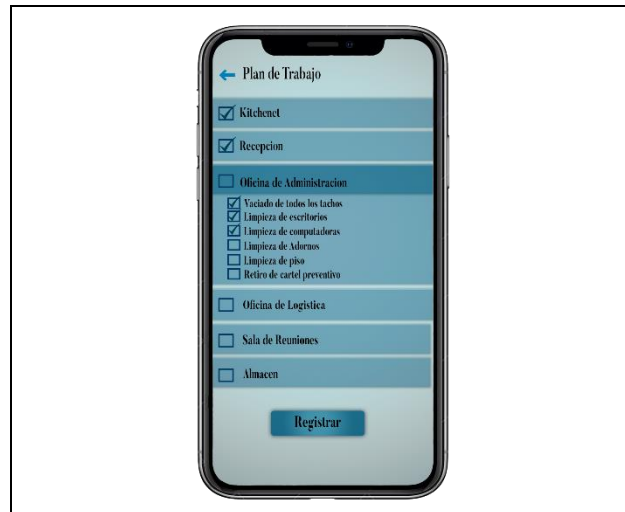 Plan de Trabajo
Kitchenet
Recepcion
Oficina de Administracion
Vaciado de todos los tachos
Limpieza de escritorios
Limpieza de computadoras
Limpieza de Adornos
Limpieza de piso
Retiro de cartel preventivo
Oficina de Logistica
Sala de Reuniones
Almacen
Registrar